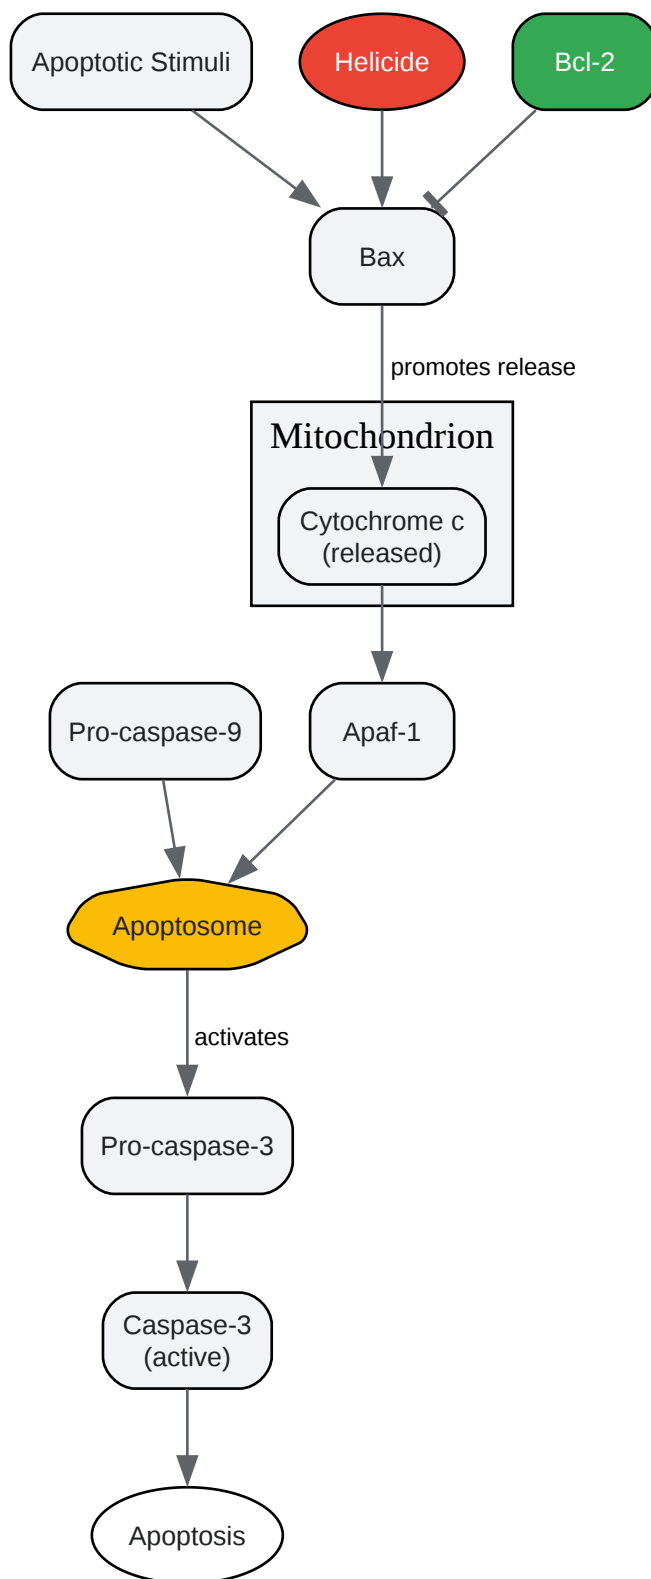 Apoptotic Stimuli
Helicide
Bcl-2
Bax
promotes release
Mitochondrion
Cytochrome c
(released)
Pro-caspase-9
Apaf-1
Apoptosome
activates
Pro-caspase-3
Caspase-3
(active)
Apoptosis